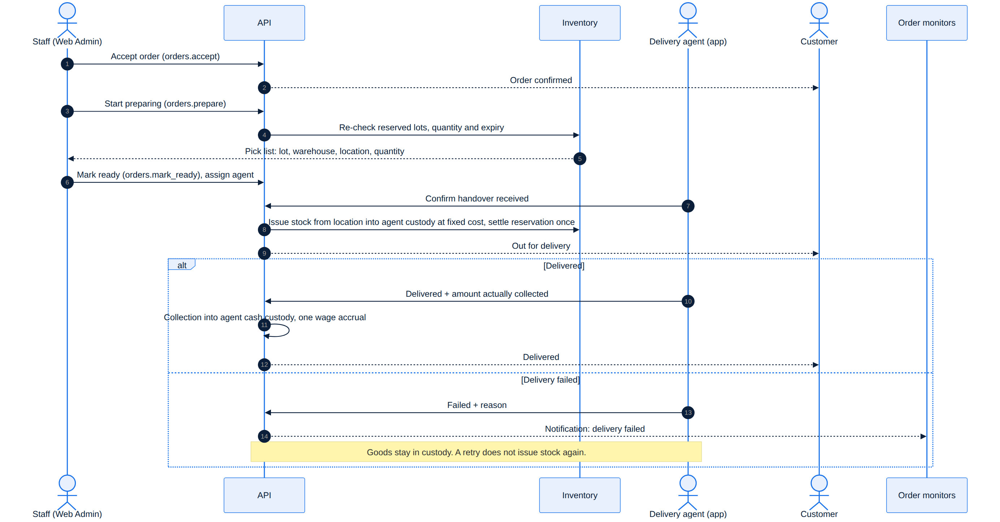 Staff (Web Admin)
API
Inventory
Delivery agent (app)
Customer
Order monitors
Accept order (orders.accept)
1
Order confirmed
2
Start preparing (orders.prepare)
3
Re-check reserved lots, quantity and expiry
4
Pick list: lot, warehouse, location, quantity
5
Mark ready (orders.mark_ready), assign agent
6
Confirm handover received
7
Issue stock from location into agent custody at fixed cost, settle reservation once
8
Out for delivery
9
alt
[Delivered]
Delivered + amount actually collected
10
Collection into agent cash custody, one wage accrual
11
Delivered
12
[Delivery failed]
Failed + reason
13
Notification: delivery failed
14
Goods stay in custody. A retry does not issue stock again.
Staff (Web Admin)
API
Inventory
Delivery agent (app)
Customer
Order monitors